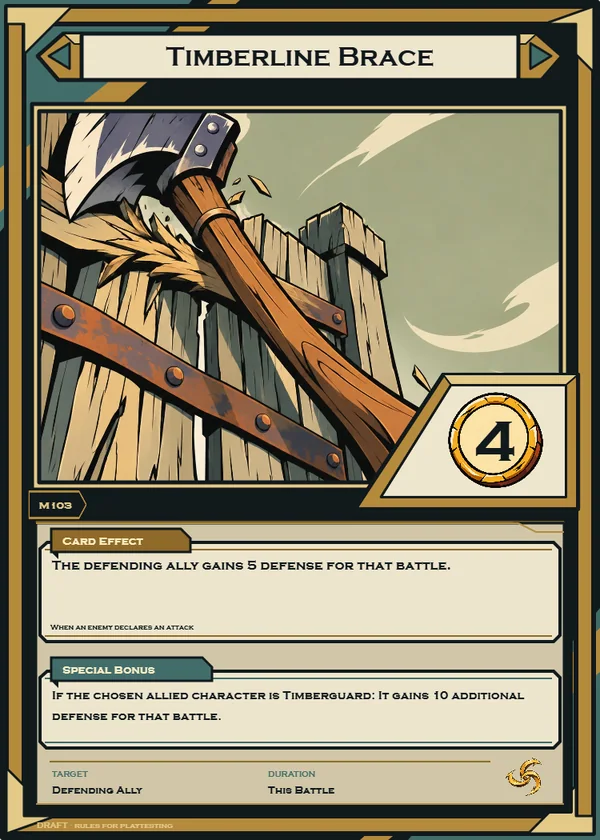 Timberline Brace
4
M103
Card Effect
The defending ally gains 5 defense for that battle.
When an enemy declares an attack
Special Bonus
If the chosen allied character is Timberguard: It gains 10 additional
defense for that battle.
Target
Duration
Defending Ally
This Battle
DRAFT Rules for playtesting